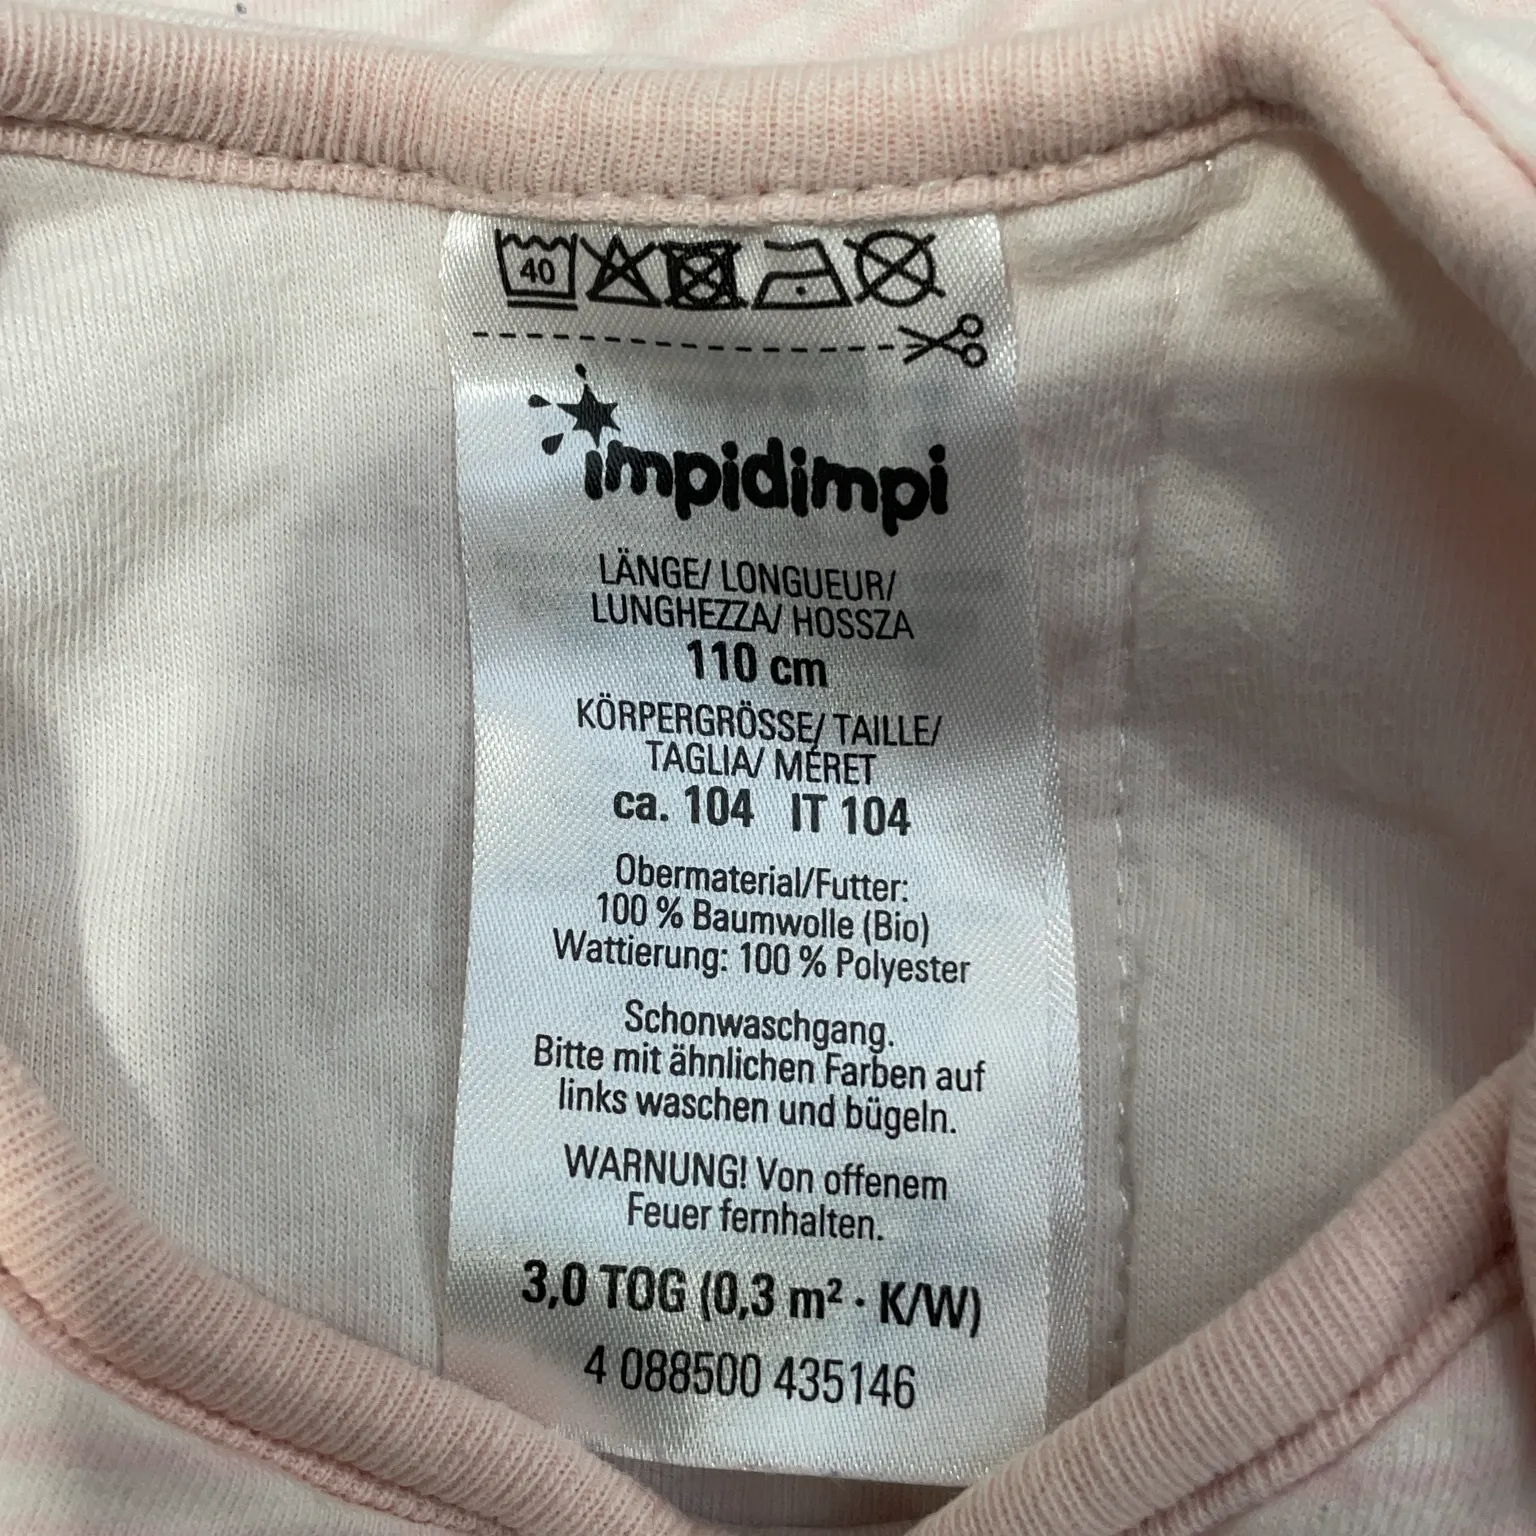 40
impidimpi
LÄNGE/ LONGUEUR/
LUNGHEZZA/ HOSSZA
110 cm
KÖRPERGRÖSSE/ TAILLE/
TAGLIA/ MÉRET
ca. 104 IT 104
Obermaterial/Futter:
100 % Baumwolle (Bio)
Wattierung: 100 % Polyester
Schonwaschgang.
Bitte mit ähnlichen Farben auf
links waschen und bügeln.
WARNUNG! Von offenem
Feuer fernhalten.
3,0 TOG (0,3 m² · K/W)
4 088500 435146